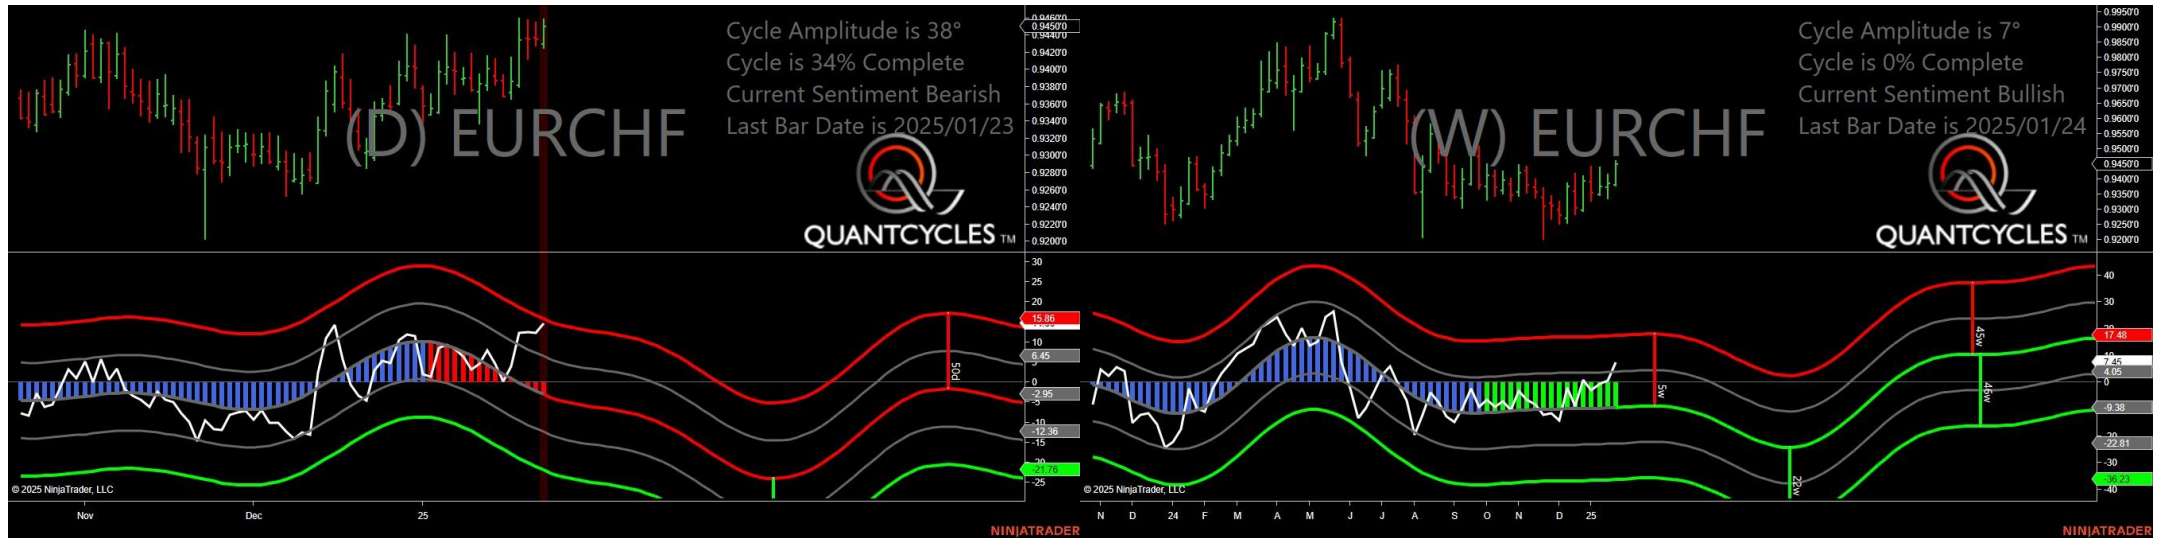 Cycle Amplitude is 38°
Cycle is 34% Complete
Current Sentiment Bearish
Last Bar Date is 2025/01/23
(D) EURCHF
QUANTCYCLES TM
0.9460'0
0.9450'0
0.9440'0
0.9400'0
0.9380'0
0.9360'0
0.9340'0
0.9320'0
0.9300'0
0.9280'0
0.9260'0
0.9240'0
0.9220'0
0.9200'0
30
25
20
15.86
10
6.45
0
-2.95
-5
-10
-12.36
-15
-20
-21.76
-25
50d
© 2025 NinjaTrader, LLC
Nov
Dec
25
NINJATRADER
Cycle Amplitude is 7°
Cycle is 0% Complete
Current Sentiment Bullish
Last Bar Date is 2025/01/24
(W) EURCHF
QUANTCYCLES TM
0.9950'0
0.9900'0
0.9850'0
0.9800'0
0.9750'0
0.9700'0
0.9650'0
0.9600'0
0.9550'0
0.9500'0
0.9450'0
0.9400'0
0.9350'0
0.9300'0
0.9250'0
0.9200'0
40
30
17.48
10
7.45
4.05
0
-9.38
-20
-22.81
-30
-36.23
-40
5w
22w
45w
46w
© 2025 NinjaTrader, LLC
N D 24 F M A M J J A S O N D 25
NINJATRADER